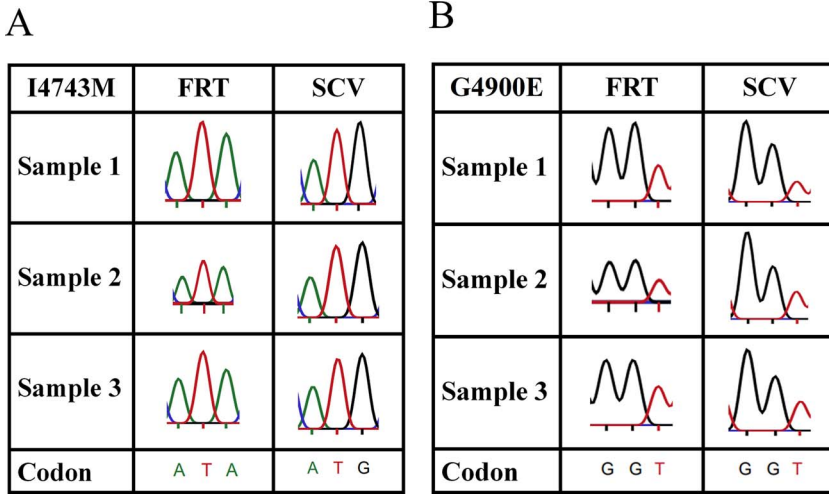 A
I4743M FRT SCV
Sample 1
Sample 2
Sample 3
Codon A T A A T G
B
G4900E FRT SCV
Sample 1
Sample 2
Sample 3
Codon G G T G G T